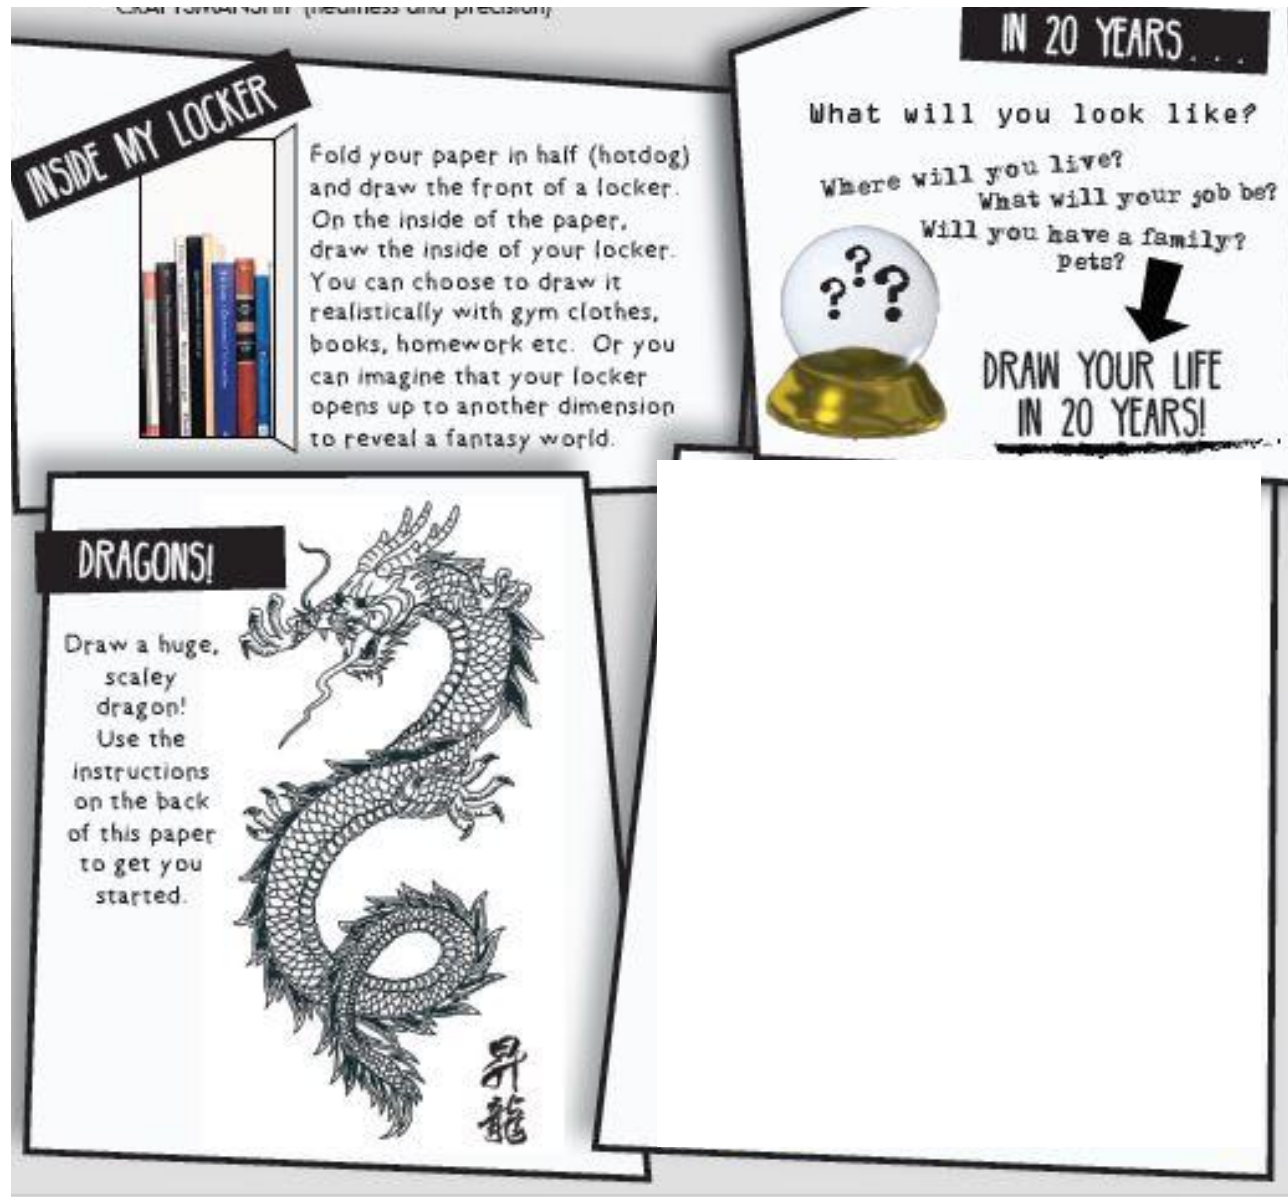 CRAFTSMANSHIP (neatness and precision)
INSIDE MY LOCKER
Fold your paper in half (hotdog)
and draw the front of a locker.
On the inside of the paper,
draw the inside of your locker.
You can choose to draw it
realistically with gym clothes,
books, homework etc. Or you
can imagine that your locker
opens up to another dimension
to reveal a fantasy world.
IN 20 YEARS...
What will you look like?
Where will you live?
What will your job be?
Will you have a family?
pets?
???
DRAW YOUR LIFE
IN 20 YEARS!
DRAGONS!
Draw a huge,
scaley
dragon!
Use the
instructions
on the back
of this paper
to get you
started.
昇
龍